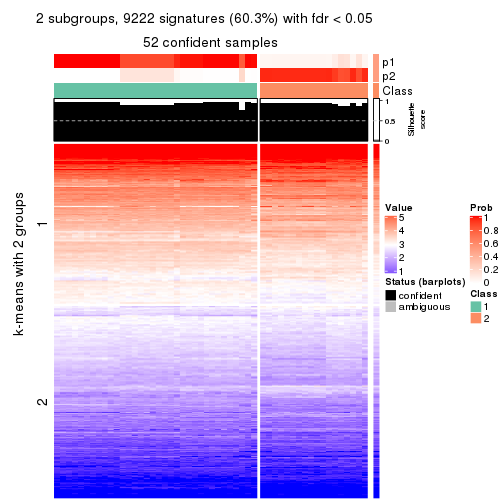 2 subgroups, 9222 signatures (60.3%) with fdr < 0.05
52 confident samples
p1
p2
Class
1
0.5
0
Silhouette
score
k-means with 2 groups
1
2
Value
5
4
3
2
1
Status (barplots)
confident
ambiguous
Prob
1
0.8
0.6
0.4
0.2
0
Class
1
2